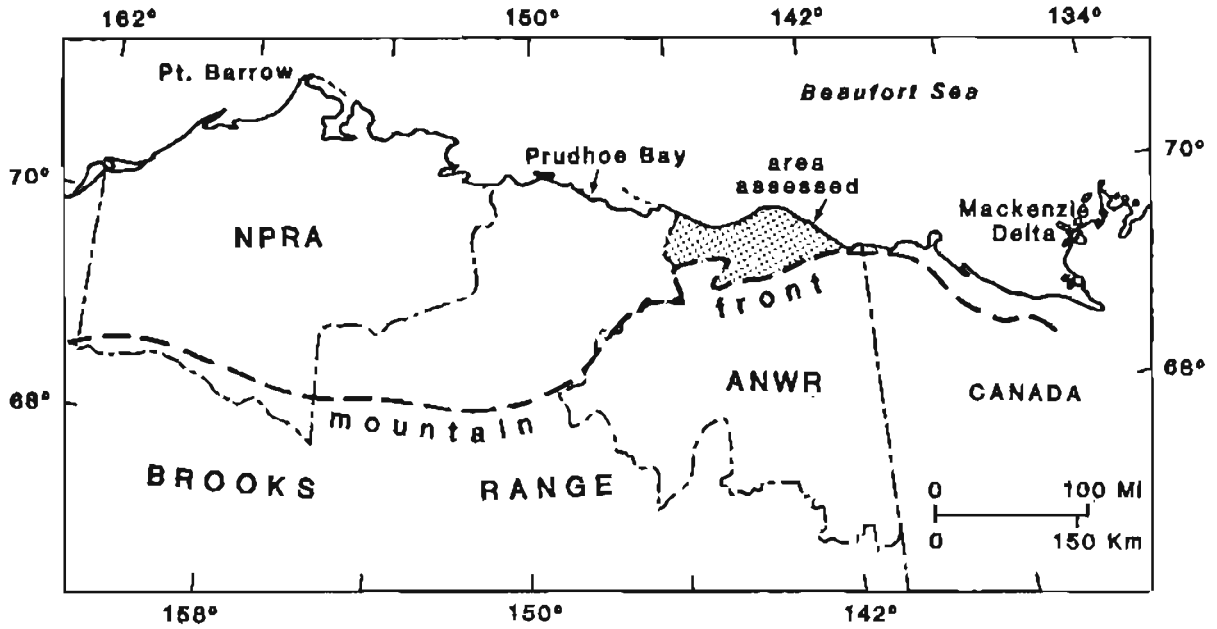 162° 150° 142° 134°
Pt. Barrow
Beaufort Sea
70°
Prudhoe Bay
area
assessed
70°
Mackenzie
Delta
NPRA
front
68°
ANWR
CANADA
68°
mountain
BROOKS RANGE
0 100 MI
0 150 Km
158° 150° 142°